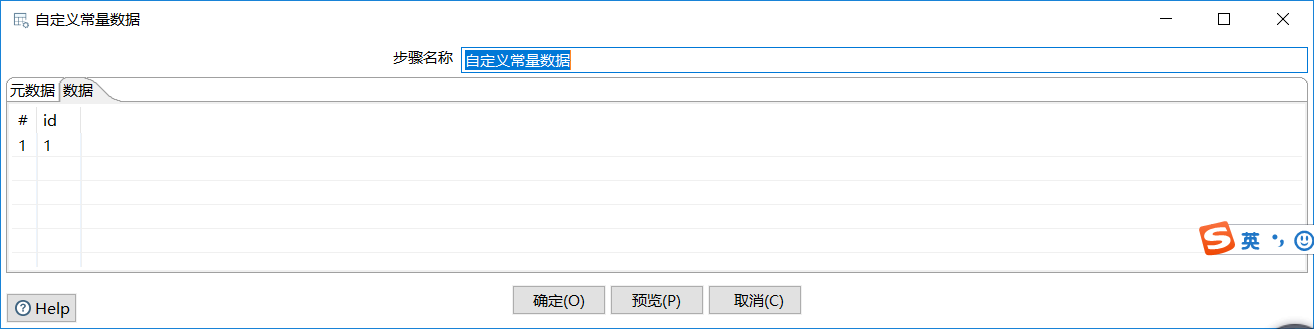 自定义常量数据
步骤名称 自定义常量数据
元数据 数据
# id
1 1
英
Help 确定(O) 预览(P) 取消(C)